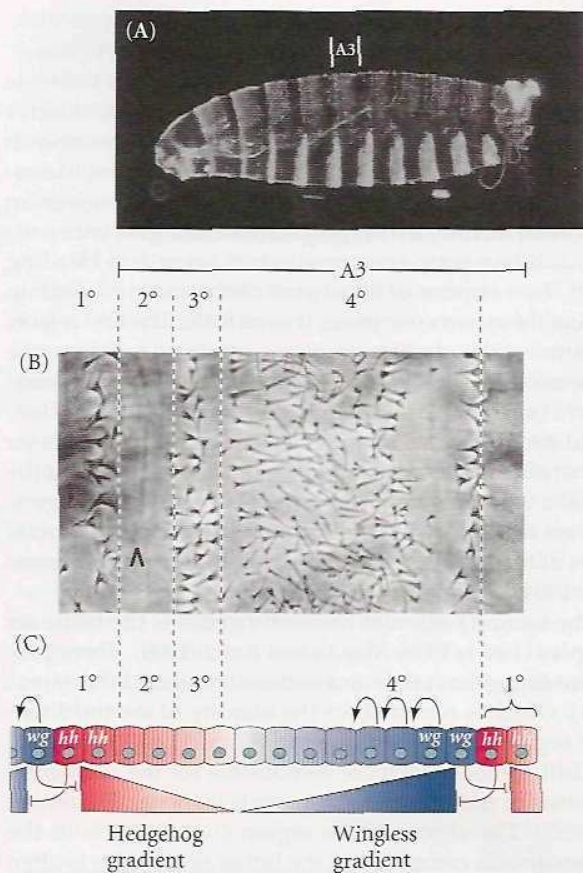 (A)
A3
A3
1° 2° 3° 4°
(B)
^
(C)
1° 2° 3° 4° 1°
wg hh hh wg wg hh
Hedgehog
gradient
Wingless
gradient